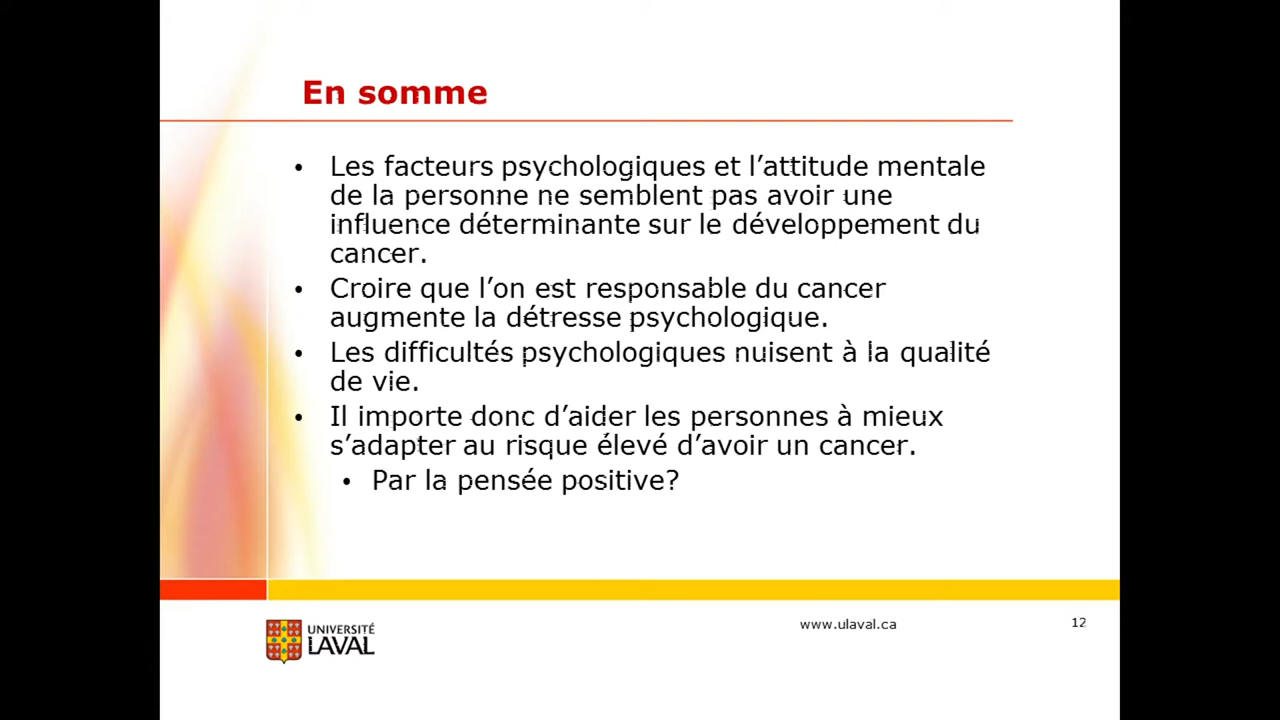 En somme
• Les facteurs psychologiques et l’attitude mentale
de la personne ne semblent pas avoir une
influence déterminante sur le développement du
cancer.
• Croire que l’on est responsable du cancer
augmente la détresse psychologique.
• Les difficultés psychologiques nuisent à la qualité
de vie.
• Il importe donc d’aider les personnes à mieux
s’adapter au risque élevé d’avoir un cancer.
• Par la pensée positive?
UNIVERSITÉ
LAVAL
www.ulaval.ca
12